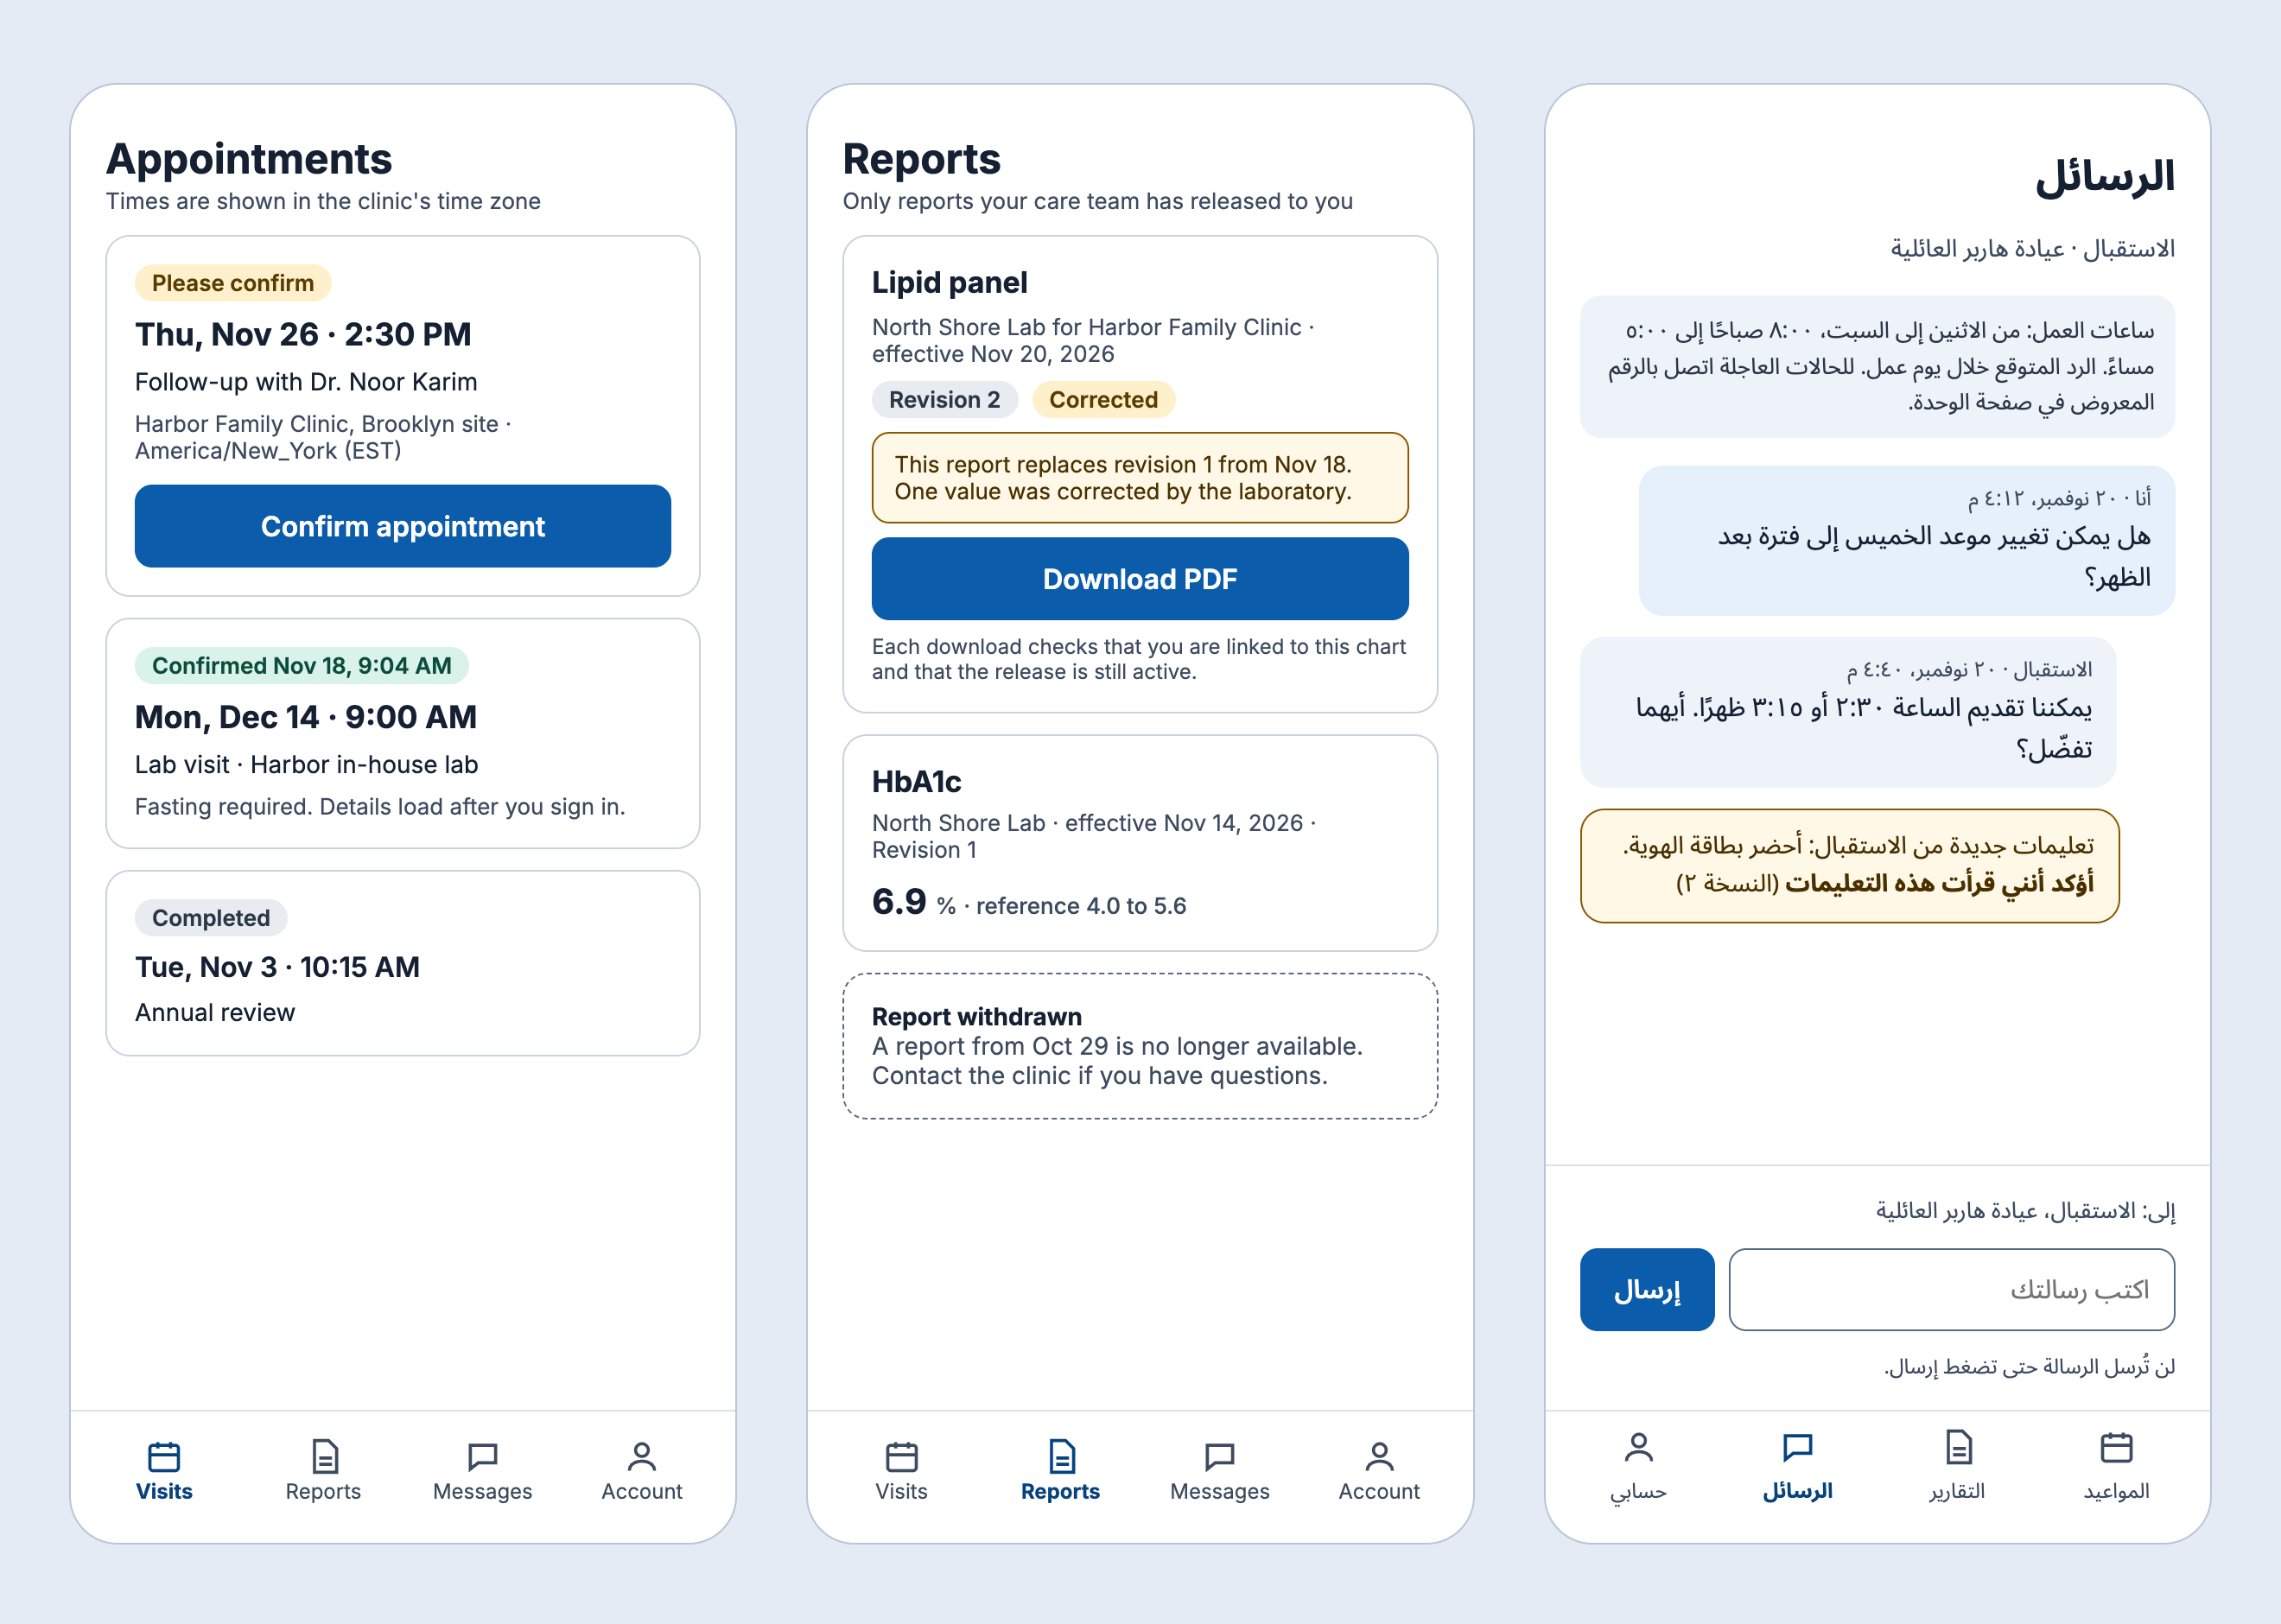 Appointments
Times are shown in the clinic's time zone
Please confirm
Thu, Nov 26 · 2:30 PM
Follow-up with Dr. Noor Karim
Harbor Family Clinic, Brooklyn site ·
America/New_York (EST)
Confirm appointment
Confirmed Nov 18, 9:04 AM
Mon, Dec 14 · 9:00 AM
Lab visit · Harbor in-house lab
Fasting required. Details load after you sign in.
Completed
Tue, Nov 3 · 10:15 AM
Annual review
Visits
Reports
Messages
Account
Reports
Only reports your care team has released to you
Lipid panel
North Shore Lab for Harbor Family Clinic ·
effective Nov 20, 2026
Revision 2
Corrected
This report replaces revision 1 from Nov 18.
One value was corrected by the laboratory.
Download PDF
Each download checks that you are linked to this chart
and that the release is still active.
HbA1c
North Shore Lab · effective Nov 14, 2026 ·
Revision 1
6.9 % · reference 4.0 to 5.6
Report withdrawn
A report from Oct 29 is no longer available.
Contact the clinic if you have questions.
Visits
Reports
Messages
Account
الرسائل
الاستقبال · عيادة هاربر العائلية
ساعات العمل: من الاثنين إلى السبت، ٨:٠٠ صباحًا إلى ٥:٠٠
مساءً. الرد المتوقع خلال يوم عمل. للحالات العاجلة اتصل بالرقم
المعروض في صفحة الوحدة.
أنا · ٢٠ نوفمبر، ٤:١٢ م
هل يمكن تغيير موعد الخميس إلى فترة بعد
الظهر؟
الاستقبال · ٢٠ نوفمبر، ٤:٤٠ م
يمكننا تقديم الساعة ٢:٣٠ أو ٣:١٥ ظهرًا. أيهما
تفضّل؟
تعليمات جديدة من الاستقبال: أحضر بطاقة الهوية.
أؤكد أنني قرأت هذه التعليمات (النسخة ٢)
إلى: الاستقبال، عيادة هاربر العائلية
اكتب رسالتك
إرسال
لن تُرسل الرسالة حتى تضغط إرسال.
المواعيد
التقارير
الرسائل
حسابي